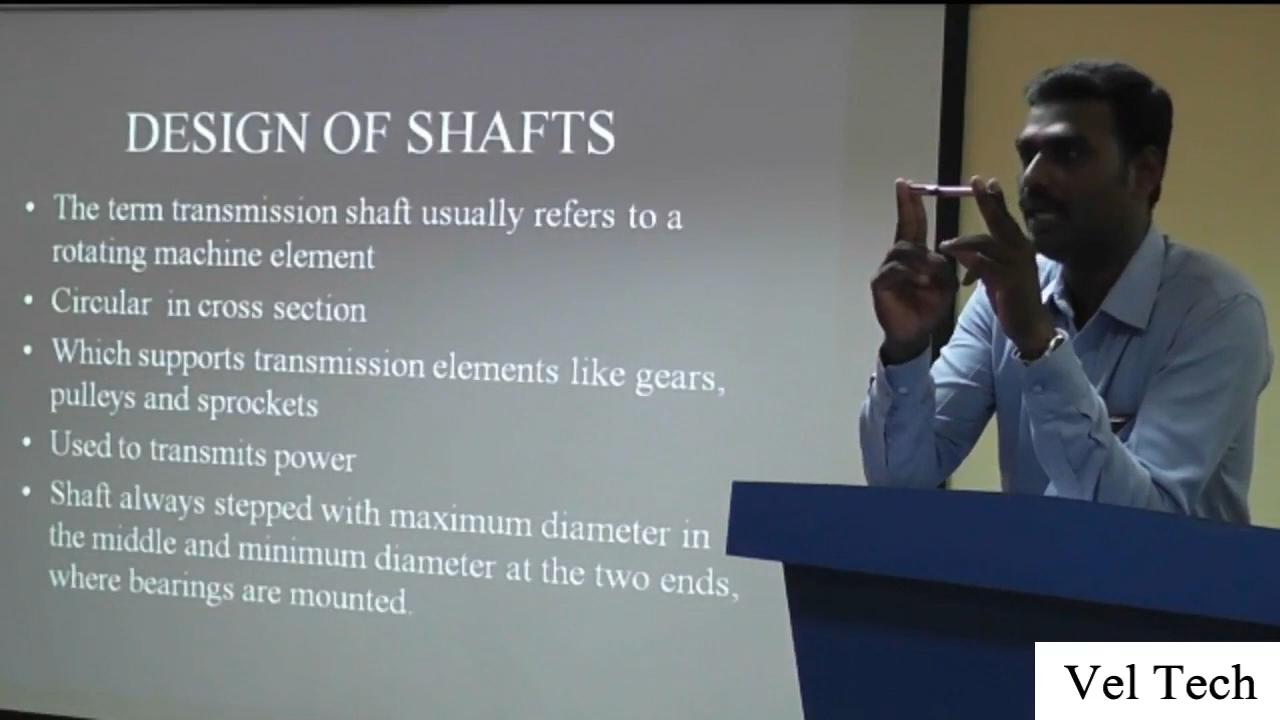 DESIGN OF SHAFTS
• The term transmission shaft usually refers to a
rotating machine element
• Circular in cross section
• Which supports transmission elements like gears,
pulleys and sprockets
• Used to transmits power
• Shaft always stepped with maximum diameter in
the middle and minimum diameter at the two ends,
where bearings are mounted.
Vel Tech